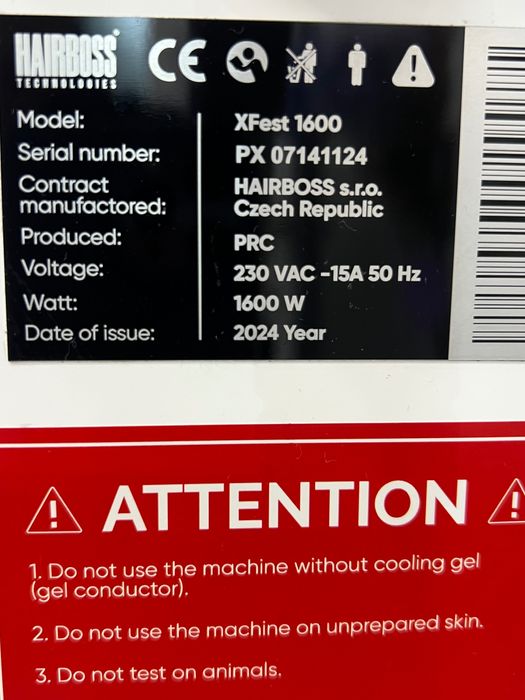 HAIRBOSS®
TECHNOLOGIES
CE
Model: XFest 1600
Serial number: PX 07141124
Contract manufactored: HAIRBOSS s.r.o. Czech Republic
Produced: PRC
Voltage: 230 VAC ~15A 50 Hz
Watt: 1600 W
Date of issue: 2024 Year
ATTENTION
1. Do not use the machine without cooling gel
(gel conductor).
2. Do not use the machine on unprepared skin.
3. Do not test on animals.